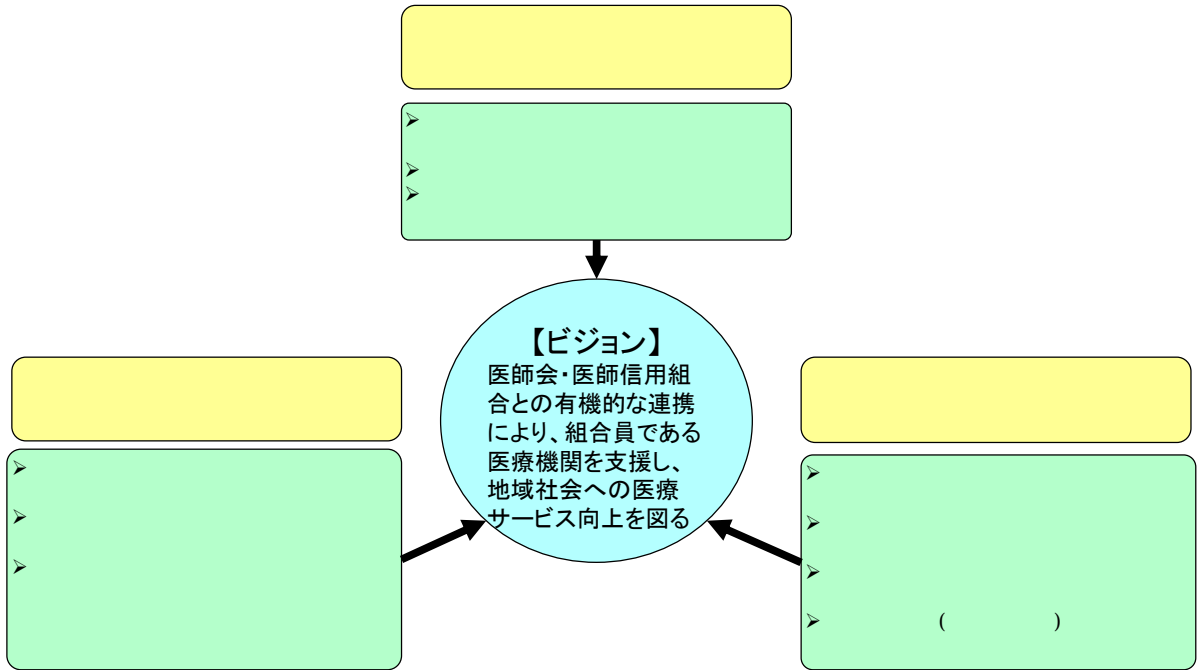 【ビジョン】
医師会・医師信用組
合との有機的な連携
により、組合員である
医療機関を支援し、
地域社会への医療
サービス向上を図る
( )